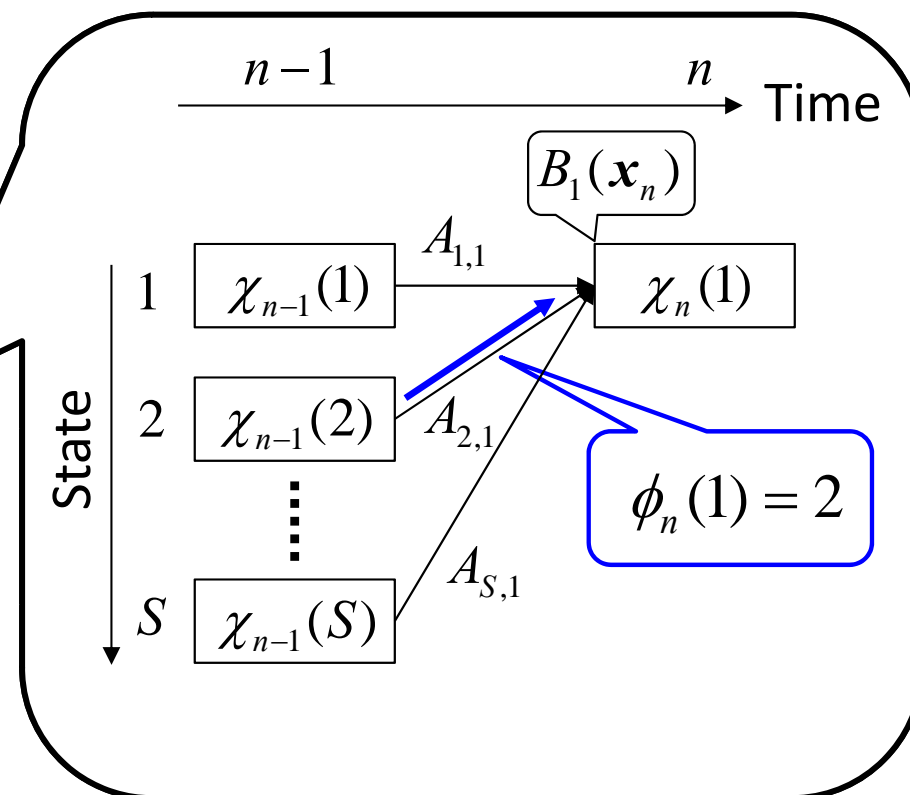 n − 1
n
Time
B₁(xₙ)
A₁,₁
1
χₙ₋₁(1)
χₙ(1)
State
2
χₙ₋₁(2)
A₂,₁
ϕₙ(1) = 2
A_{S,1}
S
χₙ₋₁(S)